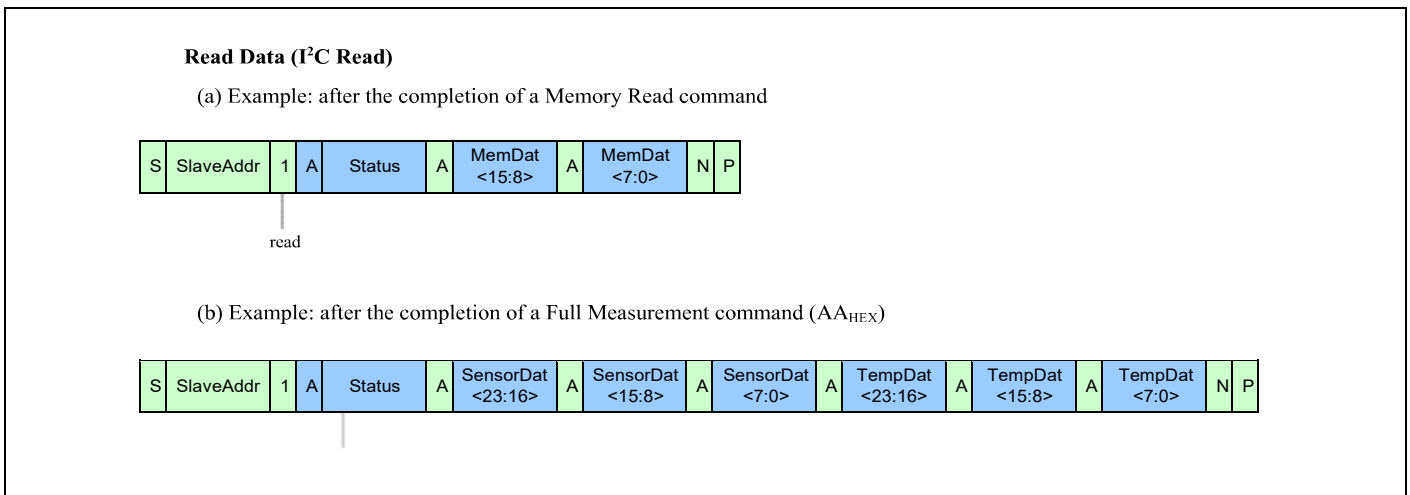 Read Data (I²C Read)
(a) Example: after the completion of a Memory Read command
S SlaveAddr 1 A Status A MemDat <15:8> A MemDat <7:0> N P
read
(b) Example: after the completion of a Full Measurement command (AA_HEX)
S SlaveAddr 1 A Status A SensorDat <23:16> A SensorDat <15:8> A SensorDat <7:0> A TempDat <23:16> A TempDat <15:8> A TempDat <7:0> N P